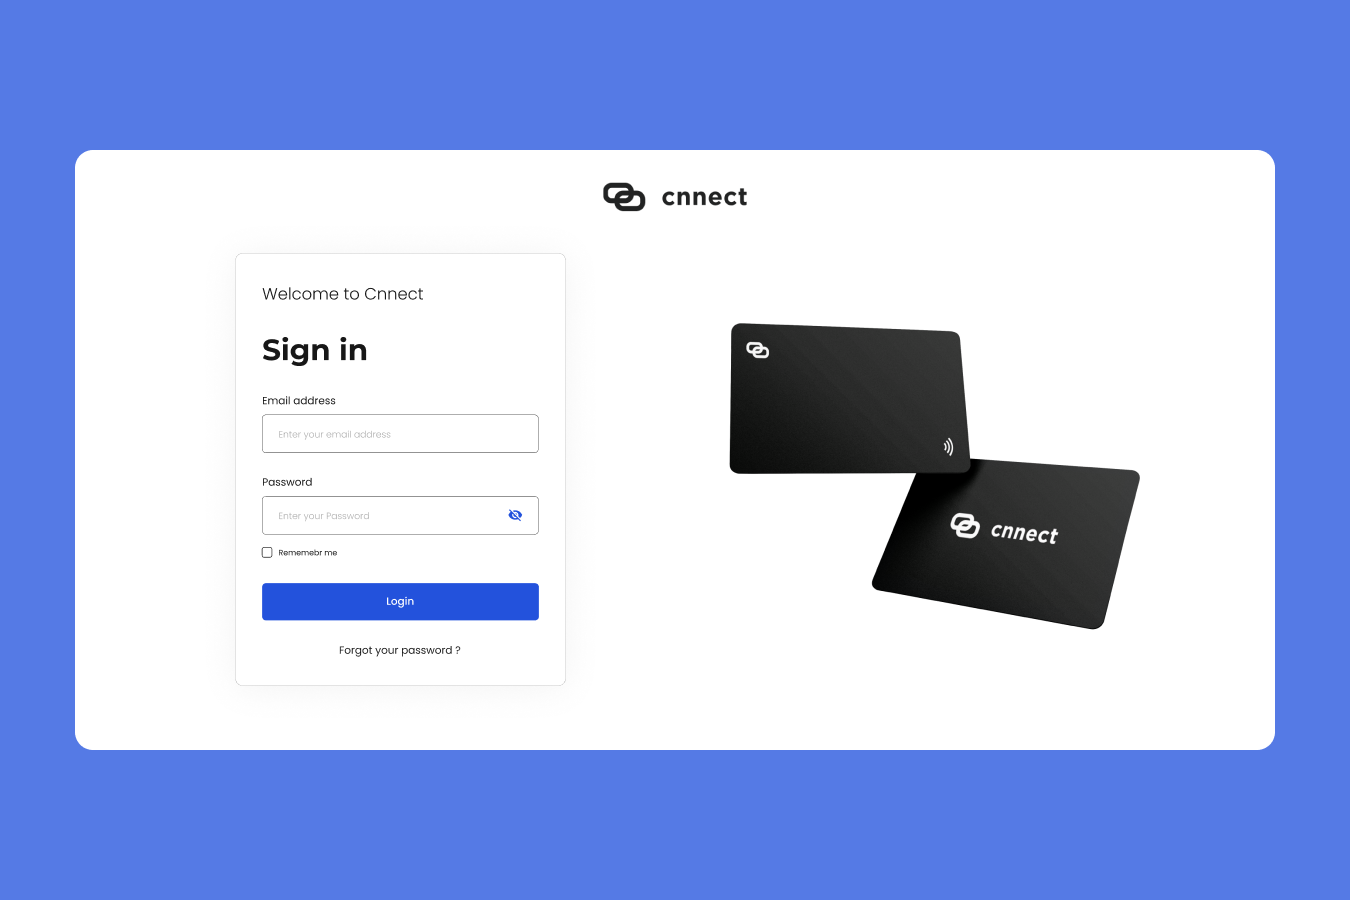 cnnect
Welcome to Cnnect
Sign in
Email address
Enter your email address
Password
Enter your Password
Rememebr me
Login
Forgot your password ?
cnnect